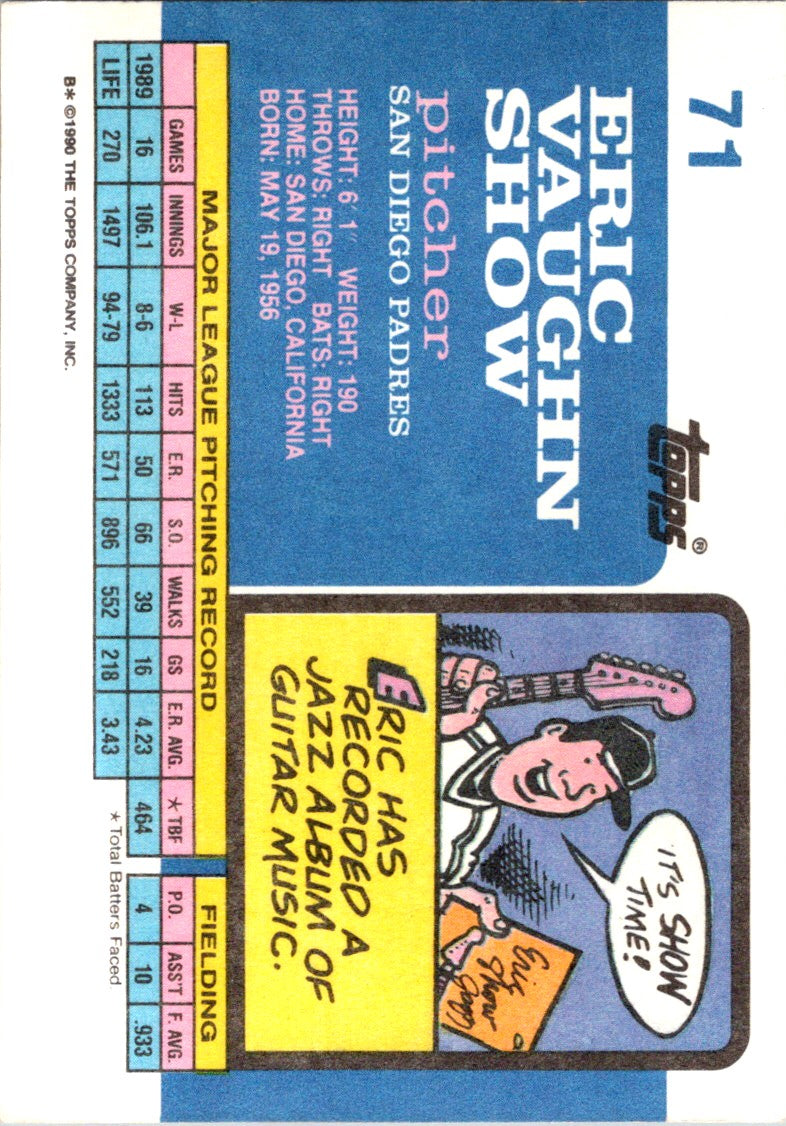 71
topps®
ERIC
VAUGHN
SHOW
pitcher
SAN DIEGO PADRES
HEIGHT: 6' 1" WEIGHT: 190
THROWS: RIGHT BATS: RIGHT
HOME: SAN DIEGO, CALIFORNIA
BORN: MAY 19, 1956
IT'S SHOW
TIME!
Eric
Show
Jazz
ERIC HAS
RECORDED A
JAZZ ALBUM OF
GUITAR MUSIC.
MAJOR LEAGUE PITCHING RECORD
GAMES INNINGS W-L HITS E.R. S.O. WALKS GS E.R. AVG. *TBF
1989 16 106.1 8-6 113 50 66 39 16 4.23 464
LIFE 270 1497 94-79 1333 571 896 552 218 3.43
FIELDING
P.O. ASS'T F. AVG.
4 10 .933
*Total Batters Faced
B* ©1990 THE TOPPS COMPANY, INC.